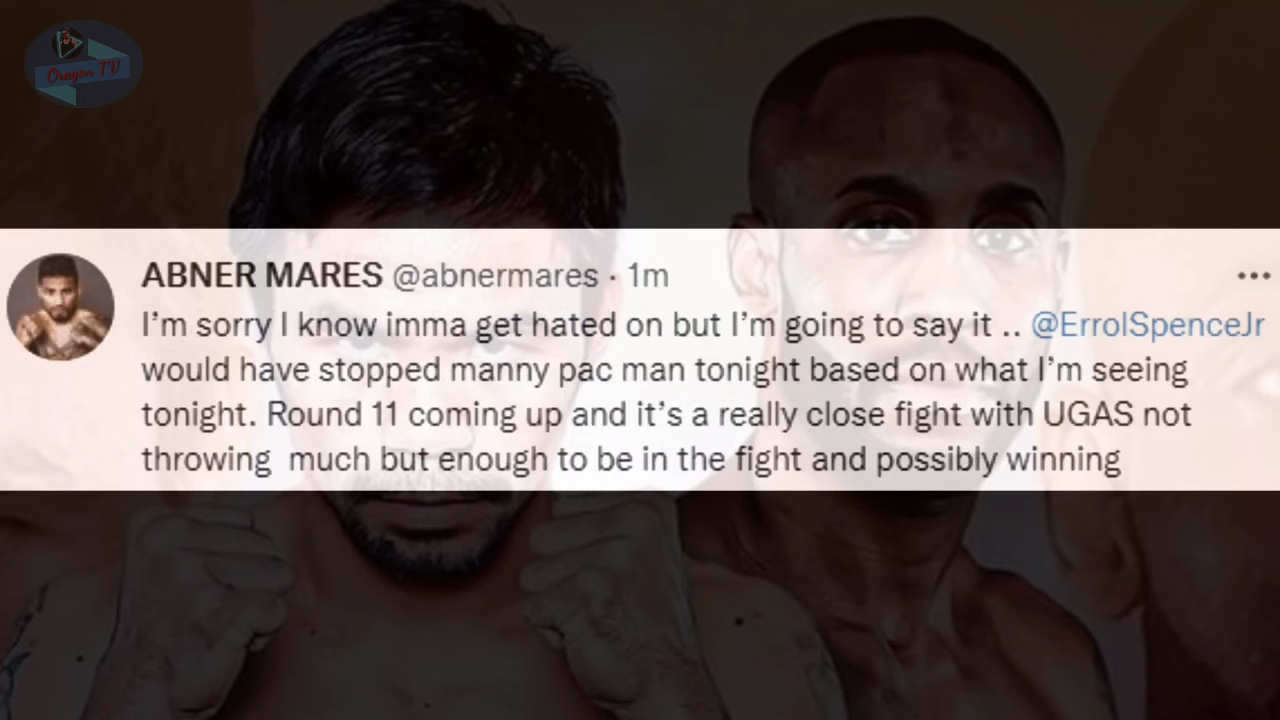 Oragon TV
ABNER MARES @abnermares · 1m
I’m sorry I know imma get hated on but I’m going to say it .. @ErrolSpenceJr
would have stopped manny pac man tonight based on what I’m seeing
tonight. Round 11 coming up and it’s a really close fight with UGAS not
throwing  much but enough to be in the fight and possibly winning